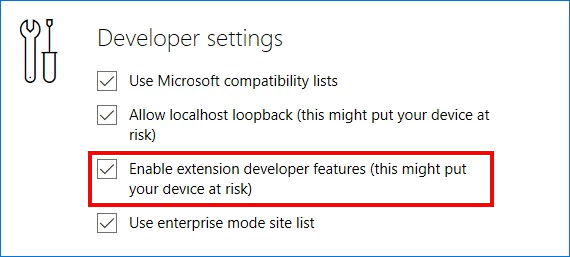 Developer settings
Use Microsoft compatibility lists
Allow localhost loopback (this might put your device at
risk)
Enable extension developer features (this might put
your device at risk)
Use enterprise mode site list